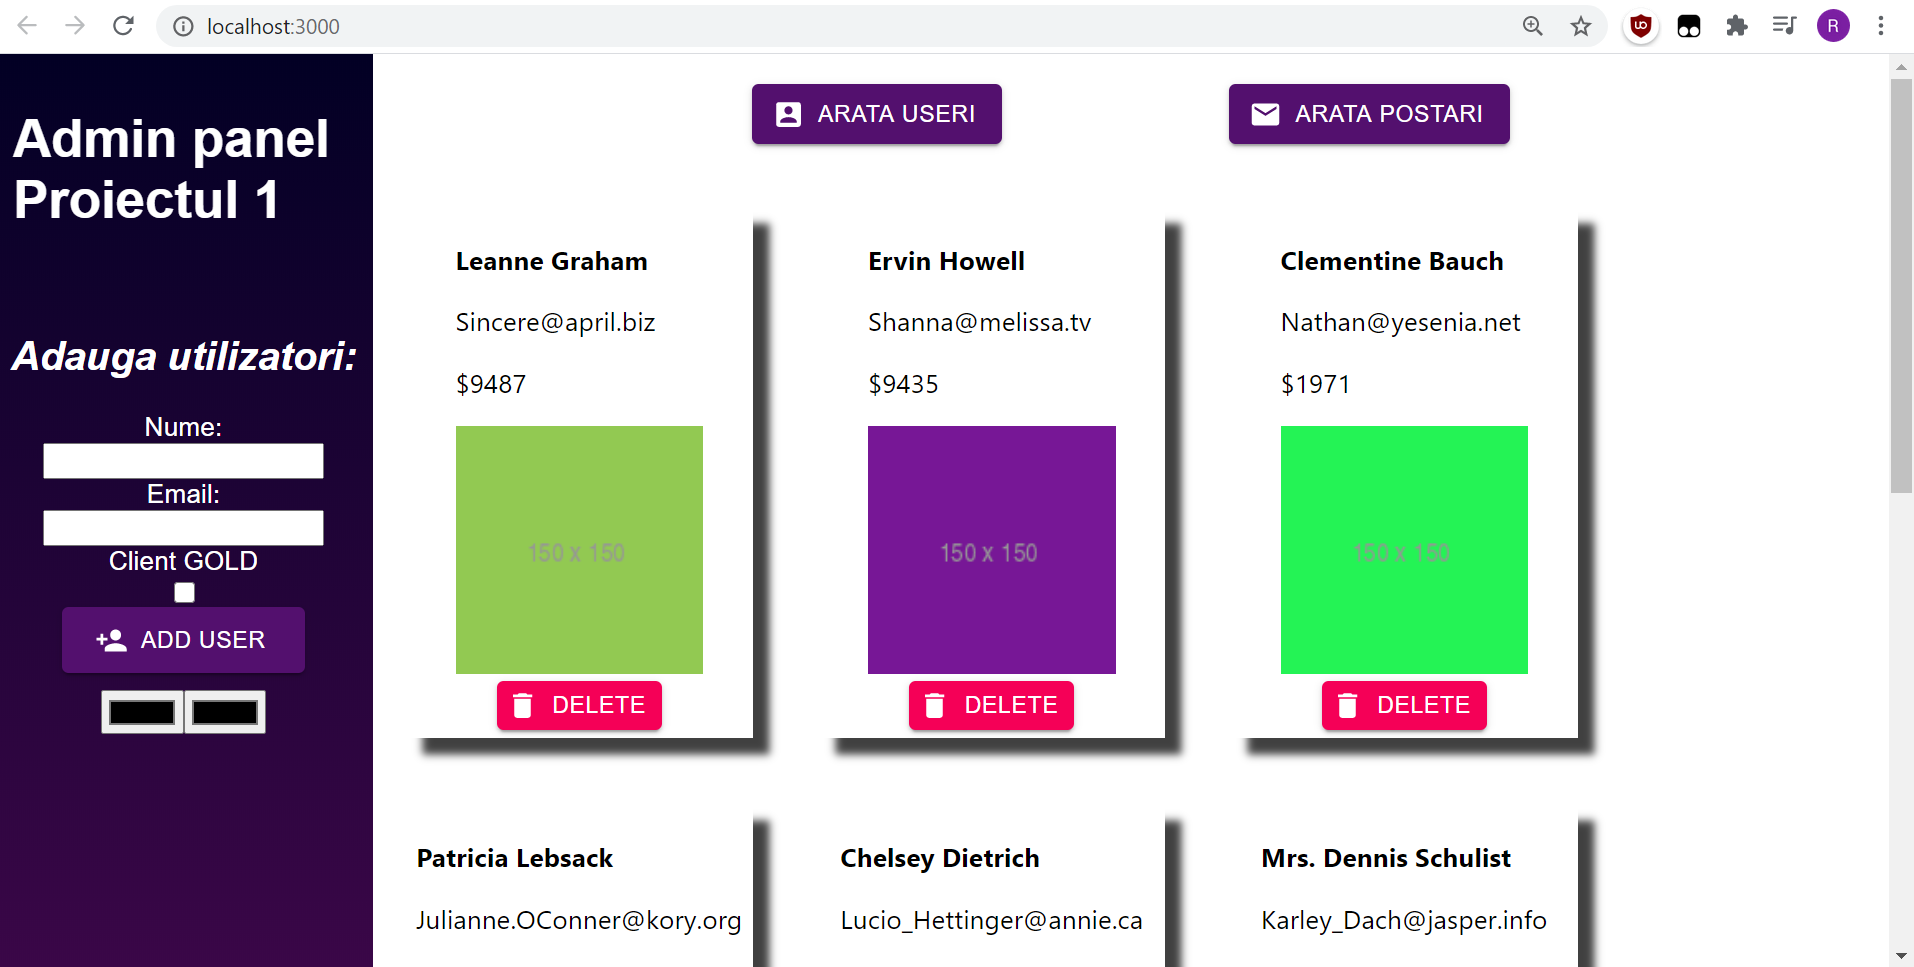 localhost:3000
R
Admin panel
Proiectul 1
Adauga utilizatori:
Nume:
Email:
Client GOLD
ADD USER
ARATA USERI
ARATA POSTARI
Leanne Graham
Sincere@april.biz
$9487
150 x 150
DELETE
Ervin Howell
Shanna@melissa.tv
$9435
150 x 150
DELETE
Clementine Bauch
Nathan@yesenia.net
$1971
150 x 150
DELETE
Patricia Lebsack
Julianne.OConner@kory.org
Chelsey Dietrich
Lucio_Hettinger@annie.ca
Mrs. Dennis Schulist
Karley_Dach@jasper.info